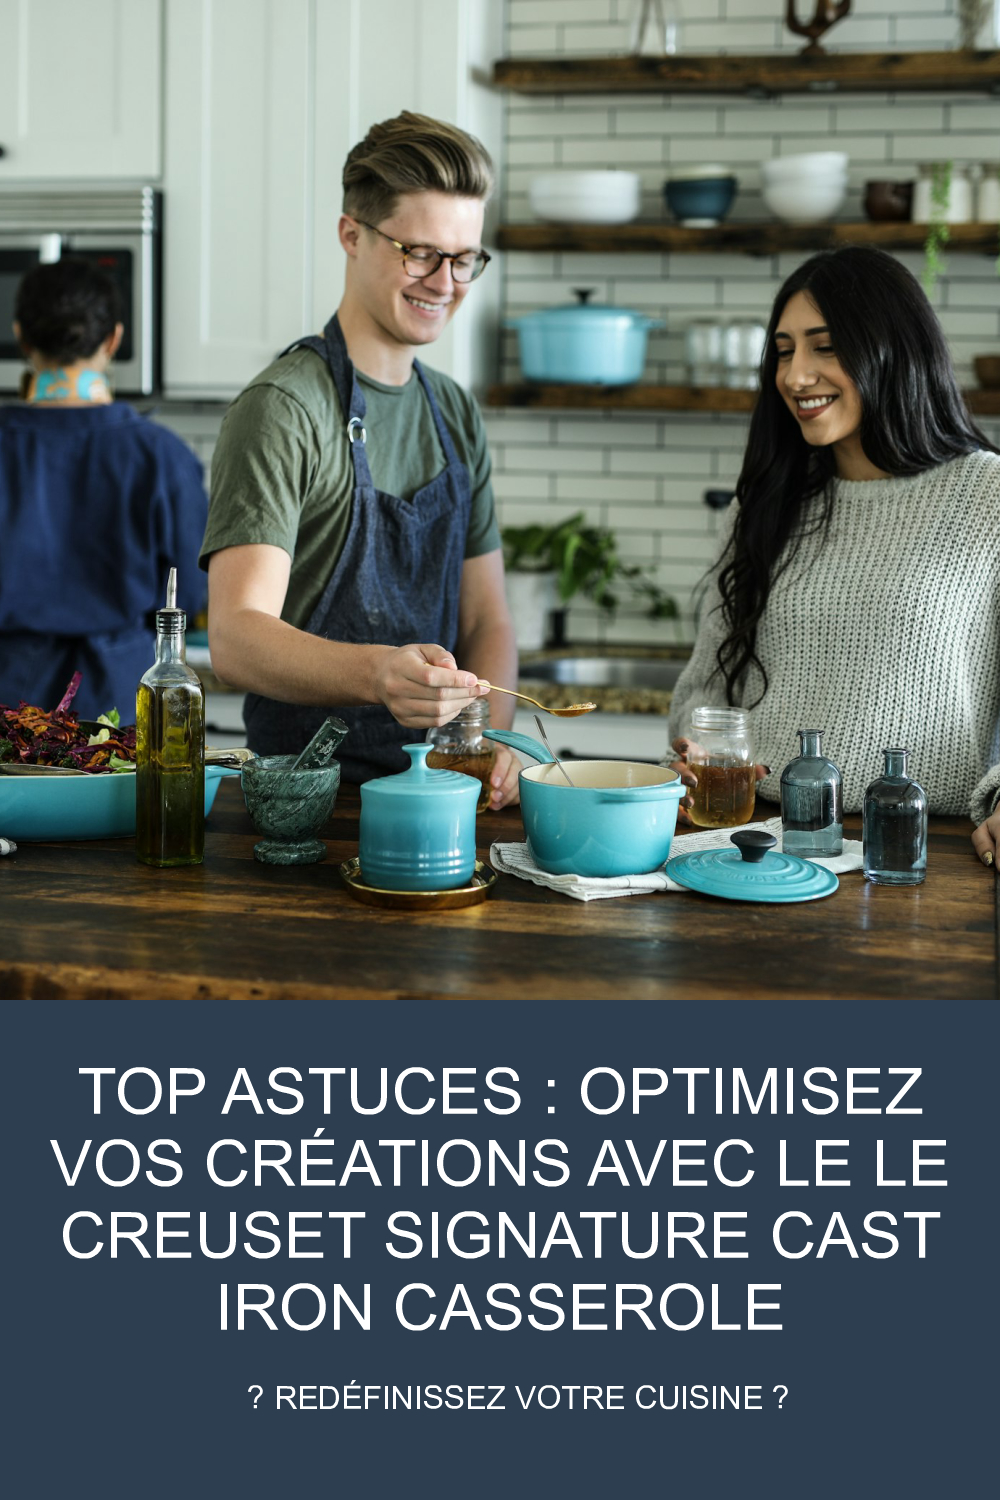 TOP ASTUCES : OPTIMISEZ
VOS CRÉATIONS AVEC LE LE
CREUSET SIGNATURE CAST
IRON CASSEROLE
? REDÉFINISSEZ VOTRE CUISINE ?